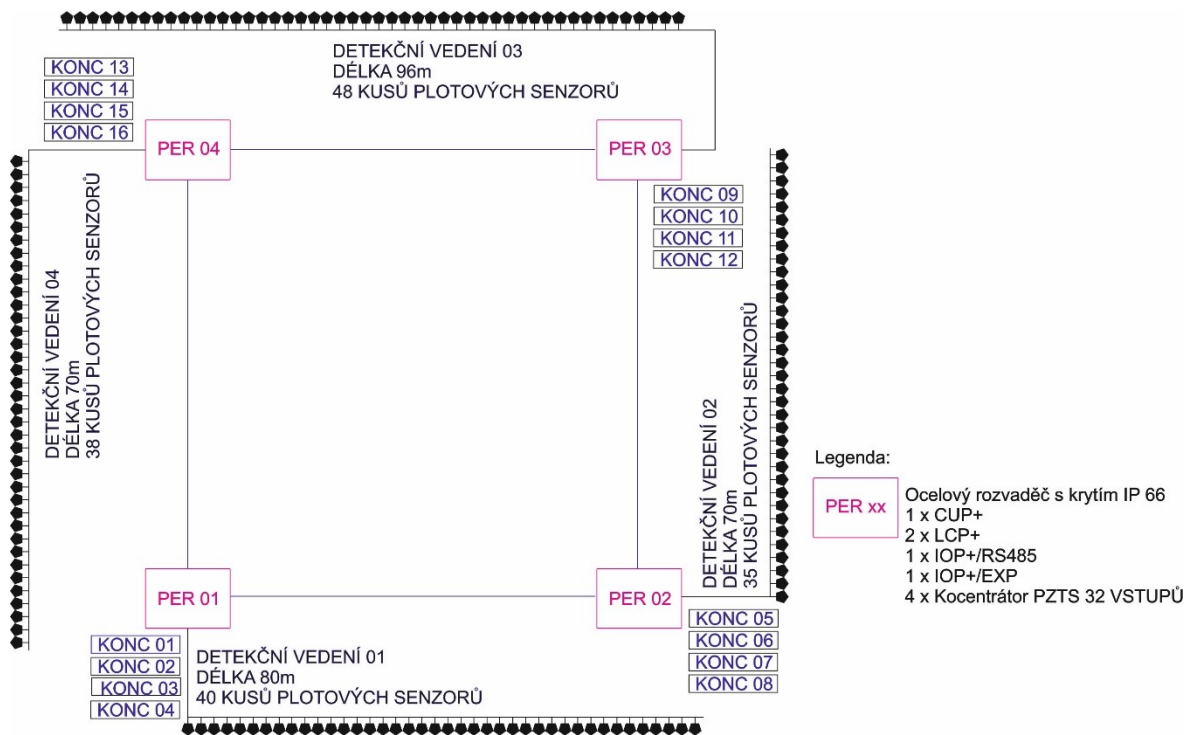 DETEKČNÍ VEDENÍ 03
DÉLKA 96m
48 KUSŮ PLOTOVÝCH SENZORŮ
KONC 13
KONC 14
KONC 15
KONC 16
PER 04
PER 03
KONC 09
KONC 10
KONC 11
KONC 12
DETEKČNÍ VEDENÍ 04
DÉLKA 70m
38 KUSŮ PLOTOVÝCH SENZORŮ
DETEKČNÍ VEDENÍ 02
DÉLKA 70m
35 KUSŮ PLOTOVÝCH SENZORŮ
PER 01
PER 02
KONC 01
KONC 02
KONC 03
KONC 04
DETEKČNÍ VEDENÍ 01
DÉLKA 80m
40 KUSŮ PLOTOVÝCH SENZORŮ
KONC 05
KONC 06
KONC 07
KONC 08
Legenda:
PER xx
Ocelový rozvaděč s krytím IP 66
1 x CUP+
2 x LCP+
1 x IOP+/RS485
1 x IOP+/EXP
4 x Kocentrátor PZTS 32 VSTUPŮ